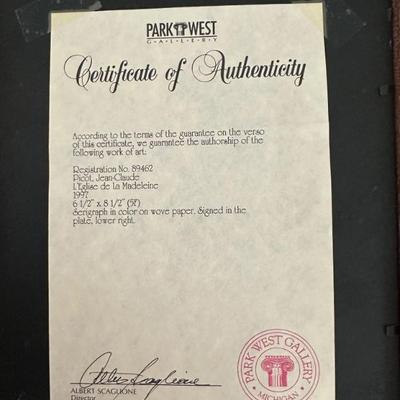 PARK WEST
GALLERY
Certificate of Authenticity
According to the terms of the guarantee on the verso
of this certificate, we guarantee the authorship of the
following work of art:
Registration No. 89462
Picot, Jean-Claude
L'Eglise de La Madeleine
1997
6 1/2" x 8 1/2" (5f)
Serigraph in color on wove paper. Signed in the
plate, lower right.
Albert Scaglione
ALBERT SCAGLIONE
Director
PARK WEST GALLERY
MICHIGAN